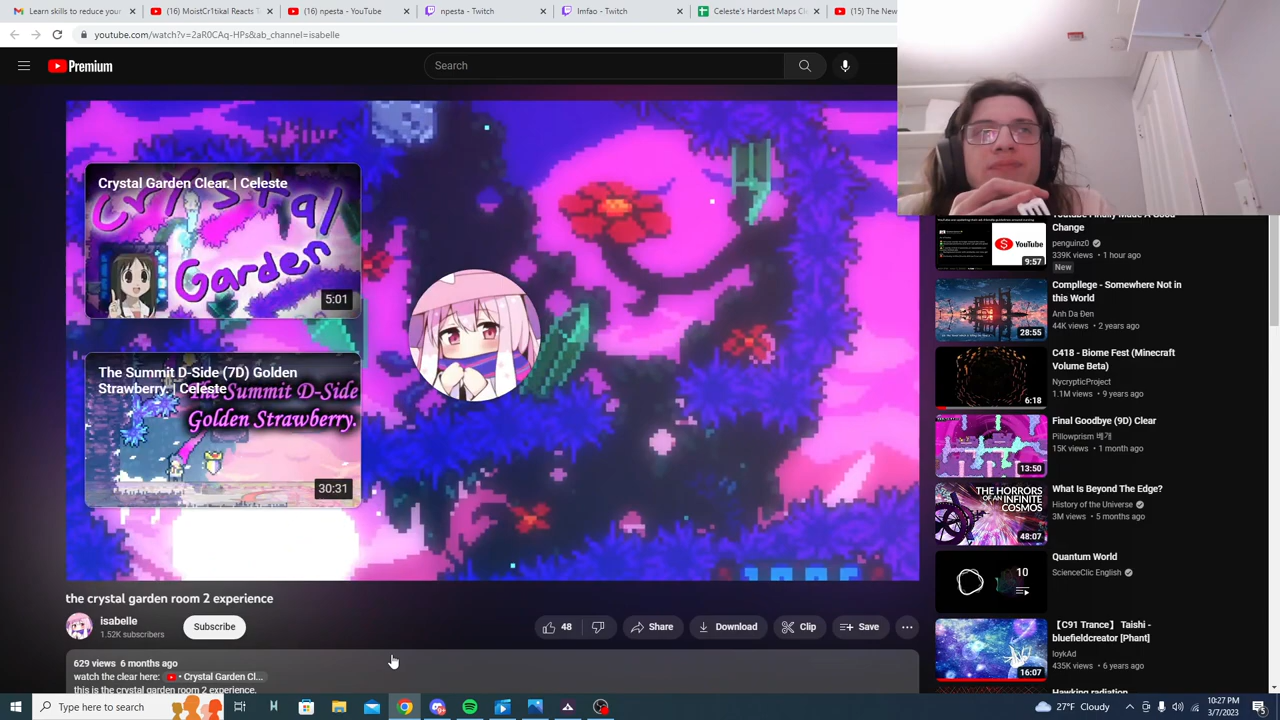 Learn skills to
(16) MoistCr1tikal Reacts T
(16) npesta - YouTube
npesta - Twitch
lmao - Twitch
Celeste's Hardest Maps Cl
(15) The New
youtube.com/watch?v=2aR0CAq-HPs&ab_channel=isabelle
Premium
Search
Crystal Garden Clear. | Celeste
5:01
The Summit D-Side (7D) Golden
Strawberry. | Celeste
The Summit D-Side
Golden Strawberry.
30:31
the crystal garden room 2 experience
isabelle
1.52K subscribers
Subscribe
48
Share
Download
Clip
Save
629 views 6 months ago
watch the clear here: • Crystal Garden Cl...
this is the crystal garden room 2 experience.
Youtube Finally Made A Good
Change
penguinz0
339K views • 1 hour ago
New
YouTube
9:57
Compllege - Somewhere Not in
this World
Anh Da Đen
44K views • 2 years ago
28:55
C418 - Biome Fest (Minecraft
Volume Beta)
NycrypticProject
1.1M views • 9 years ago
6:18
Final Goodbye (9D) Clear
Pillowprism 베개
15K views • 1 month ago
13:50
What Is Beyond The Edge?
History of the Universe
3M views • 5 months ago
THE HORRORS
OF AN INFINITE
COSMOS
48:07
Quantum World
ScienceClic English
10
【C91 Trance】 Taishi -
bluefieldcreator [Phant]
loykAd
435K views • 6 years ago
16:07
Hawking radiation
Type here to search
27°F Cloudy
10:27 PM
3/7/2023
5